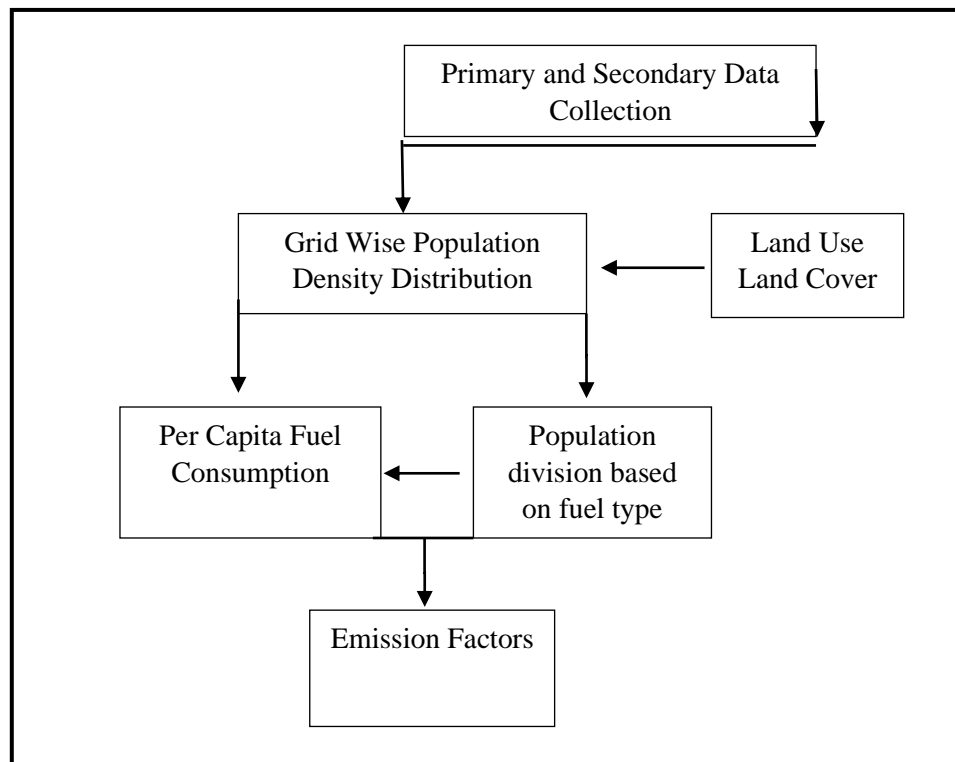 Primary and Secondary Data
Collection
Grid Wise Population
Density Distribution
Land Use
Land Cover
Per Capita Fuel
Consumption
Population
division based
on fuel type
Emission Factors